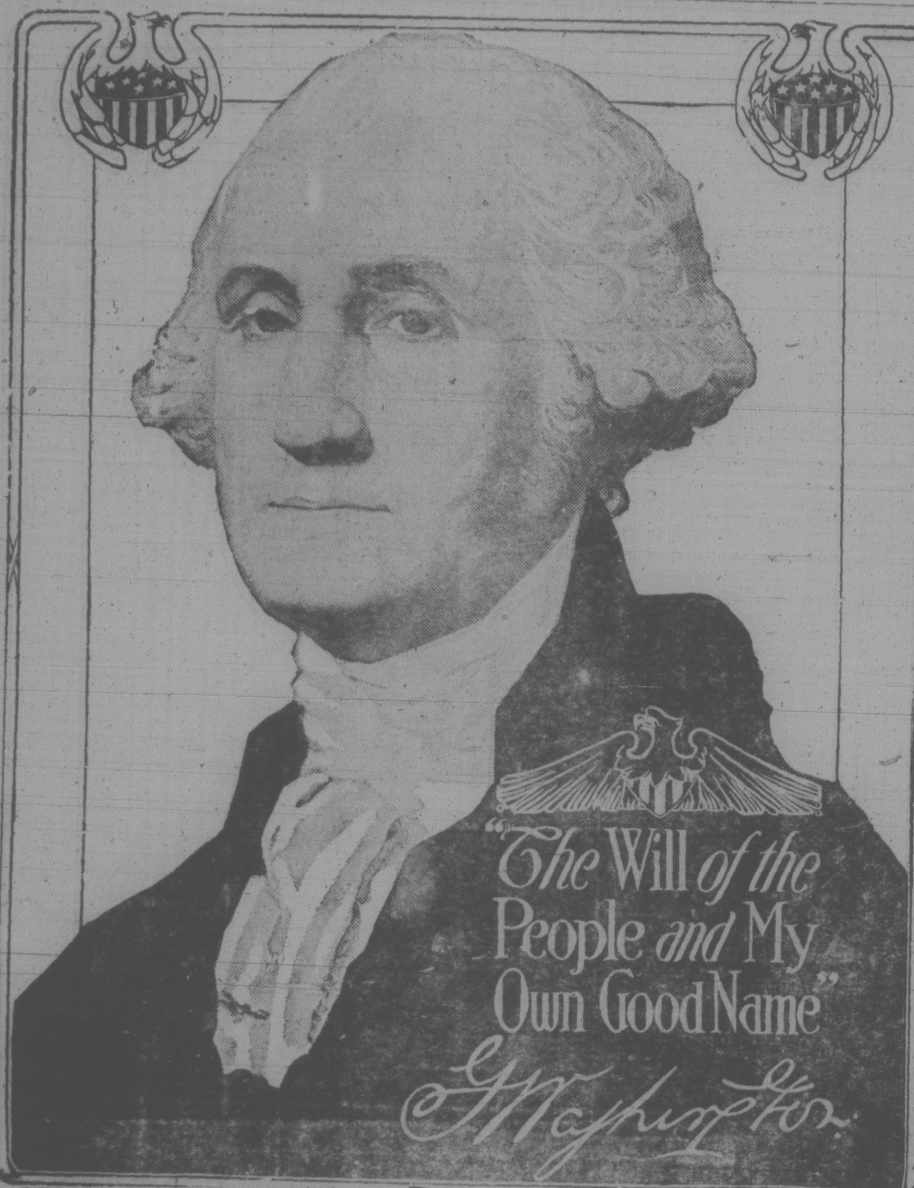 “The Will of the
People and My
Own Good Name”
G Washington